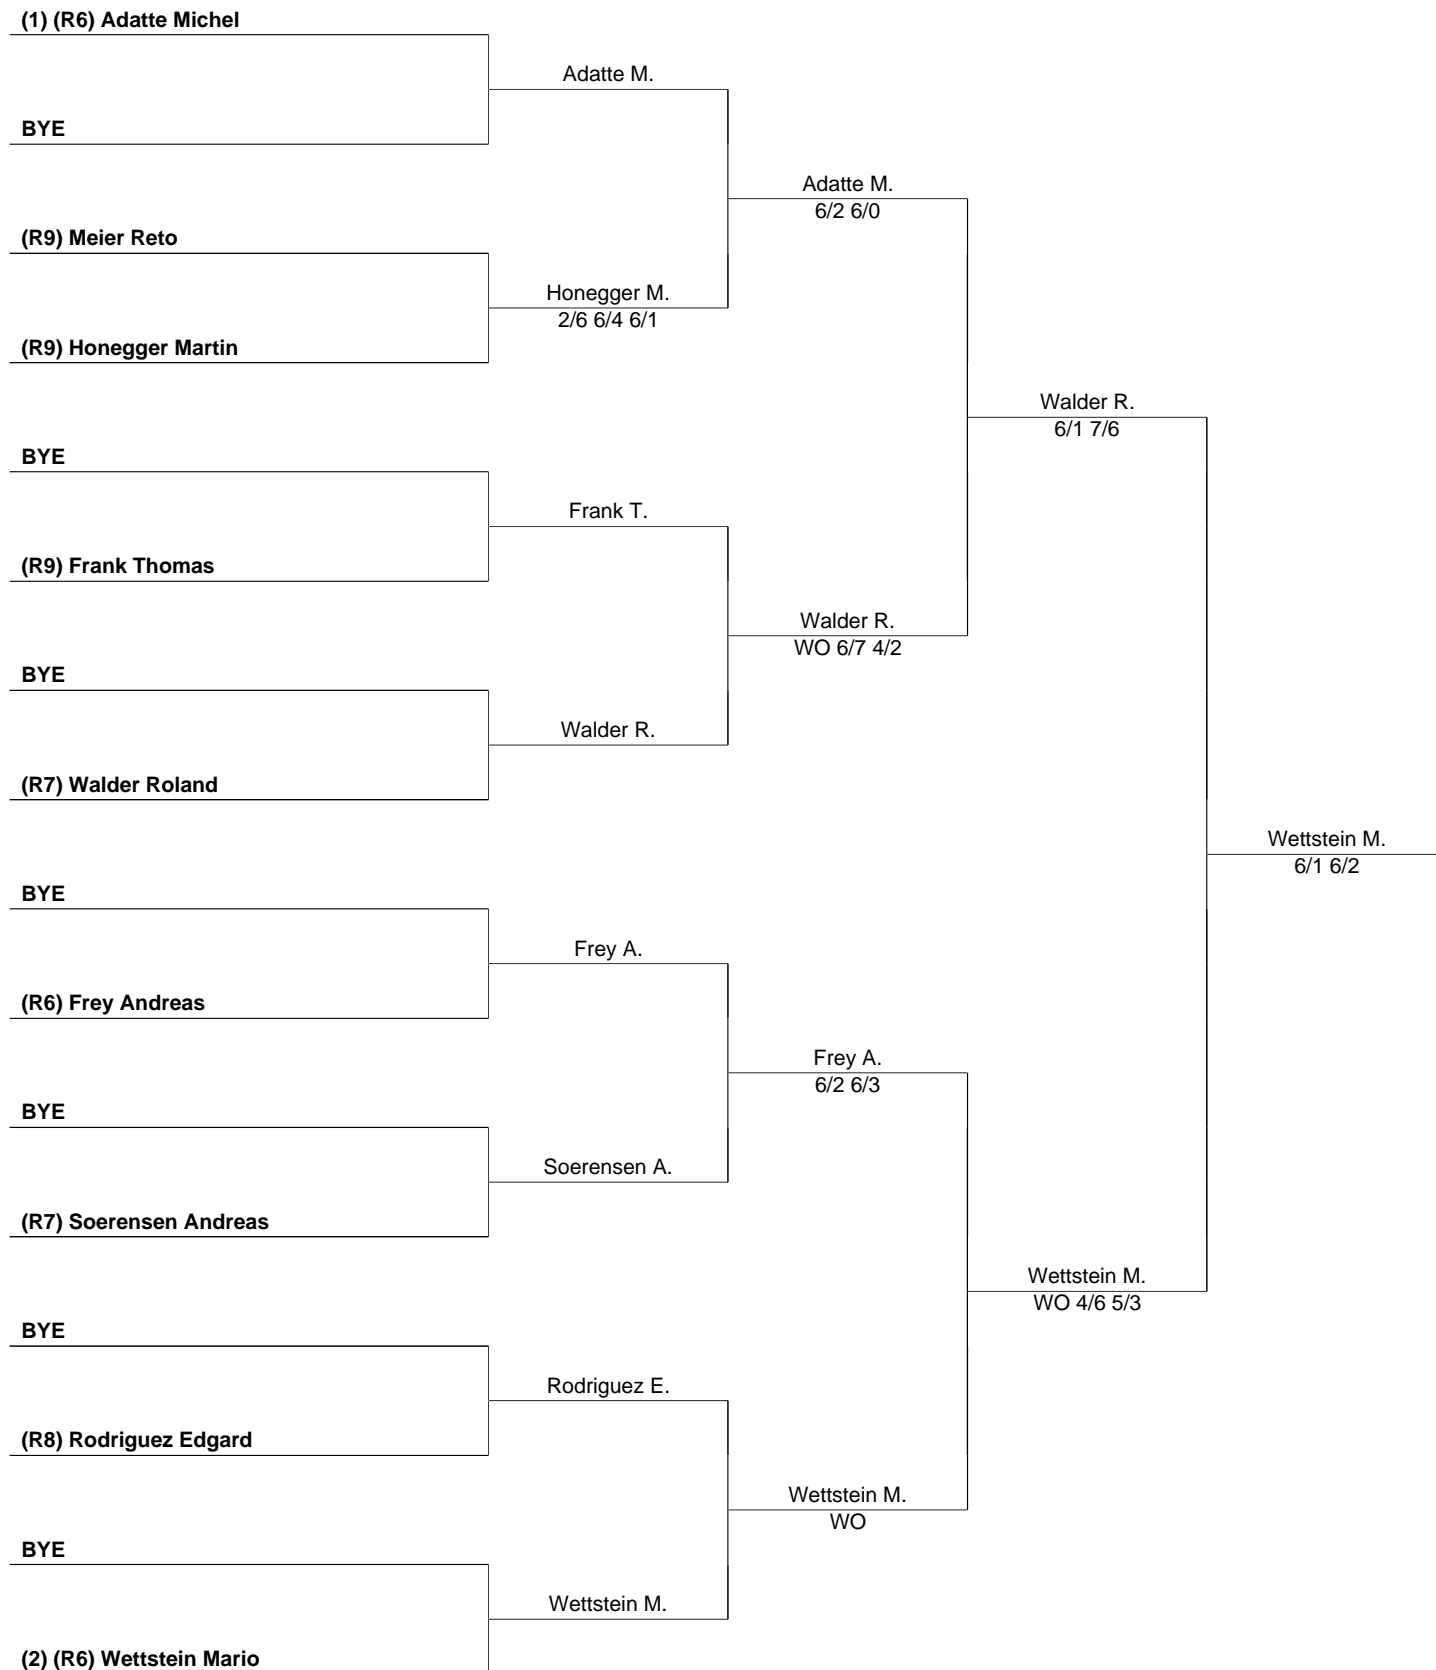 (1) (R6) Adatte Michel
Adatte M.
BYE
Adatte M.
6/2 6/0
(R9) Meier Reto
Honegger M.
2/6 6/4 6/1
(R9) Honegger Martin
Walder R.
6/1 7/6
BYE
Frank T.
(R9) Frank Thomas
Walder R.
WO 6/7 4/2
BYE
Walder R.
(R7) Walder Roland
Wettstein M.
6/1 6/2
BYE
Frey A.
(R6) Frey Andreas
Frey A.
6/2 6/3
BYE
Soerensen A.
(R7) Soerensen Andreas
Wettstein M.
WO 4/6 5/3
BYE
Rodriguez E.
(R8) Rodriguez Edgard
Wettstein M.
WO
BYE
Wettstein M.
(2) (R6) Wettstein Mario